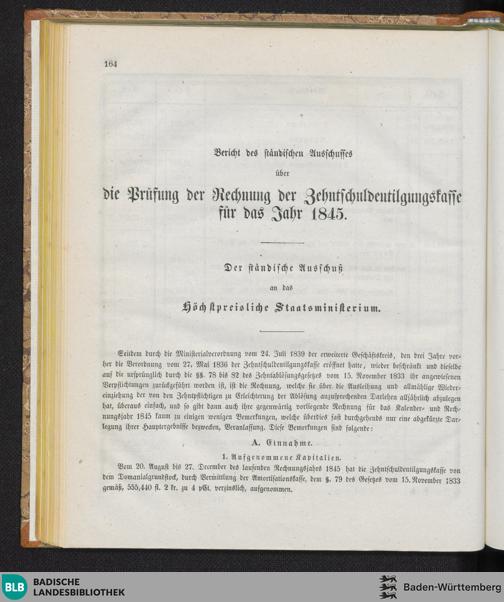 164
Bericht des ständischen Ausschusses
über
die Prüfung der Rechnung der Zehntschuldentilgungskasse
für das Jahr 1845.
Der ständische Ausschuß
an das
Höchstpreisliche Staatsministerium.
Seitdem durch die Ministerialverordnung vom 24. Juli 1839 der erweiterte Geschäftskreis, den drei Jahre vor-
her die Verordnung vom 27. Mai 1836 der Zehntschuldentilgungskasse eröffnet hatte, wieder beschränkt und dieselbe
auf die ursprünglich durch die §§. 78 bis 82 des Zehntablösungsgesetzes vom 15. November 1833 ihr angewiesenen
Verpflichtungen zurückgeführt worden ist, ist die Rechnung, welche sie über die Ausleihung und allmählige Wieder-
einziehung der von den Zehntpflichtigen zu Erleichterung der Ablösung anzusprechenden Darleihen alljährlich abzulegen
hat, überaus einfach, und so gibt dann auch ihre gegenwärtig vorliegende Rechnung für das Kalender- und Rech-
nungsjahr 1845 kaum zu einigen wenigen Bemerkungen, welche überdieß fast durchgehends nur eine abgekürzte Dar-
legung ihrer Hauptergebnisse bezwecken, Veranlassung. Diese Bemerkungen sind folgende:
A. Einnahme.
1. Aufgenommene Kapitalien.
Vom 20. August bis 27. December des laufenden Rechnungsjahrs 1845 hat die Zehntschuldentilgungskasse von
dem Domanialgrundstock, durch Vermittlung der Amortisationskasse, dem §. 79 des Gesetzes vom 15. November 1833
gemäß, 555,440 fl. 2 kr. zu 4 pCt. verzinslich, aufgenommen.
BLB
BADISCHE
LANDESBIBLIOTHEK
Baden-Württemberg